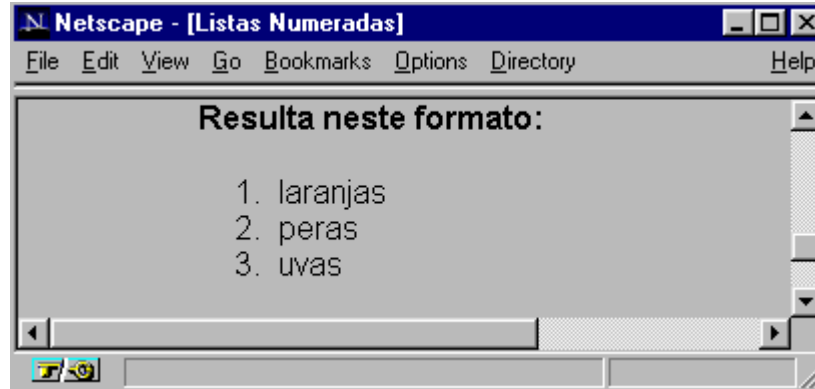 Netscape - [Listas Numeradas]
File Edit View Go Bookmarks Options Directory Help
Resulta neste formato:
1. laranjas
2. peras
3. uvas